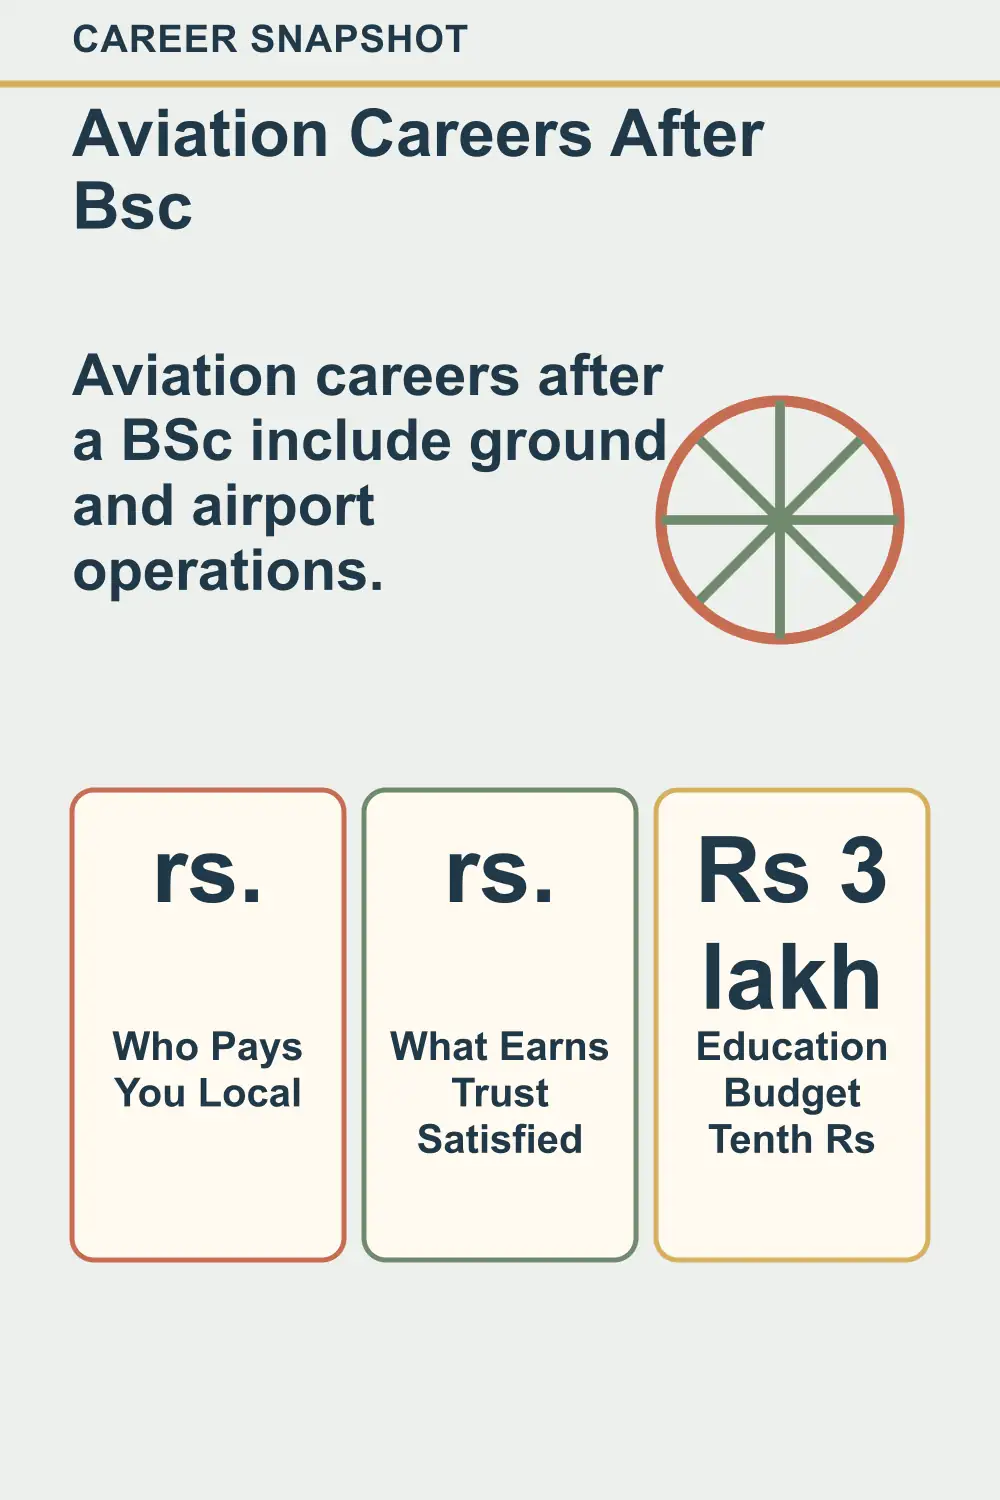 CAREER SNAPSHOT
Aviation Careers After
Bsc
Aviation careers after
a BSc include ground
and airport
operations.
rs.
Who Pays
You Local
rs.
What Earns
Trust
Satisfied
Rs 3
lakh
Education
Budget
Tenth Rs